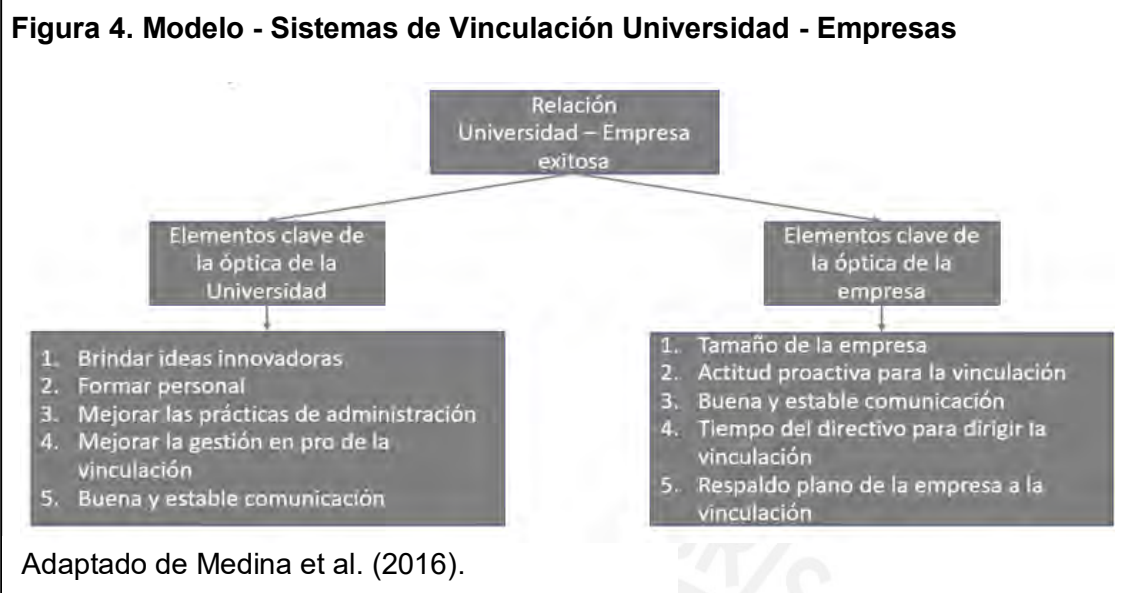 Figura 4. Modelo - Sistemas de Vinculación Universidad - Empresas
Relación
Universidad – Empresa
exitosa
Elementos clave de
la óptica de la
Universidad
Elementos clave de
la óptica de la
empresa
1. Brindar ideas innovadoras
2. Formar personal
3. Mejorar las prácticas de administración
4. Mejorar la gestión en pro de la
vinculación
5. Buena y estable comunicación
1. Tamaño de la empresa
2. Actitud proactiva para la vinculación
3. Buena y estable comunicación
4. Tiempo del directivo para dirigir la
vinculación
5. Respaldo plano de la empresa a la
vinculación
Adaptado de Medina et al. (2016).